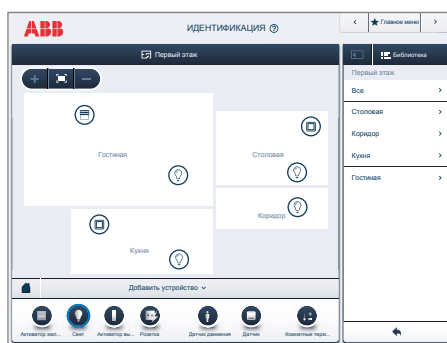 ABB
ИДЕНТИФИКАЦИЯ ?
Главное меню
Первый этаж
Библиотека
Первый этаж
Все
Столовая
Коридор
Кухня
Гостиная
Гостиная
Столовая
Коридор
Кухня
Добавить устройство
Активатор жал...
Свет
Активатор вы...
Розетка
Датчик движения
Датчик
Комнатные терм...